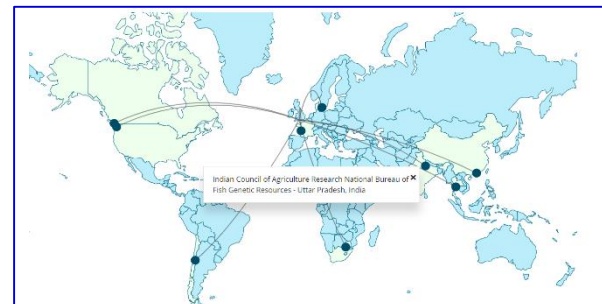 Indian Council of Agriculture Research National Bureau of
Fish Genetic Resources - Uttar Pradesh, India